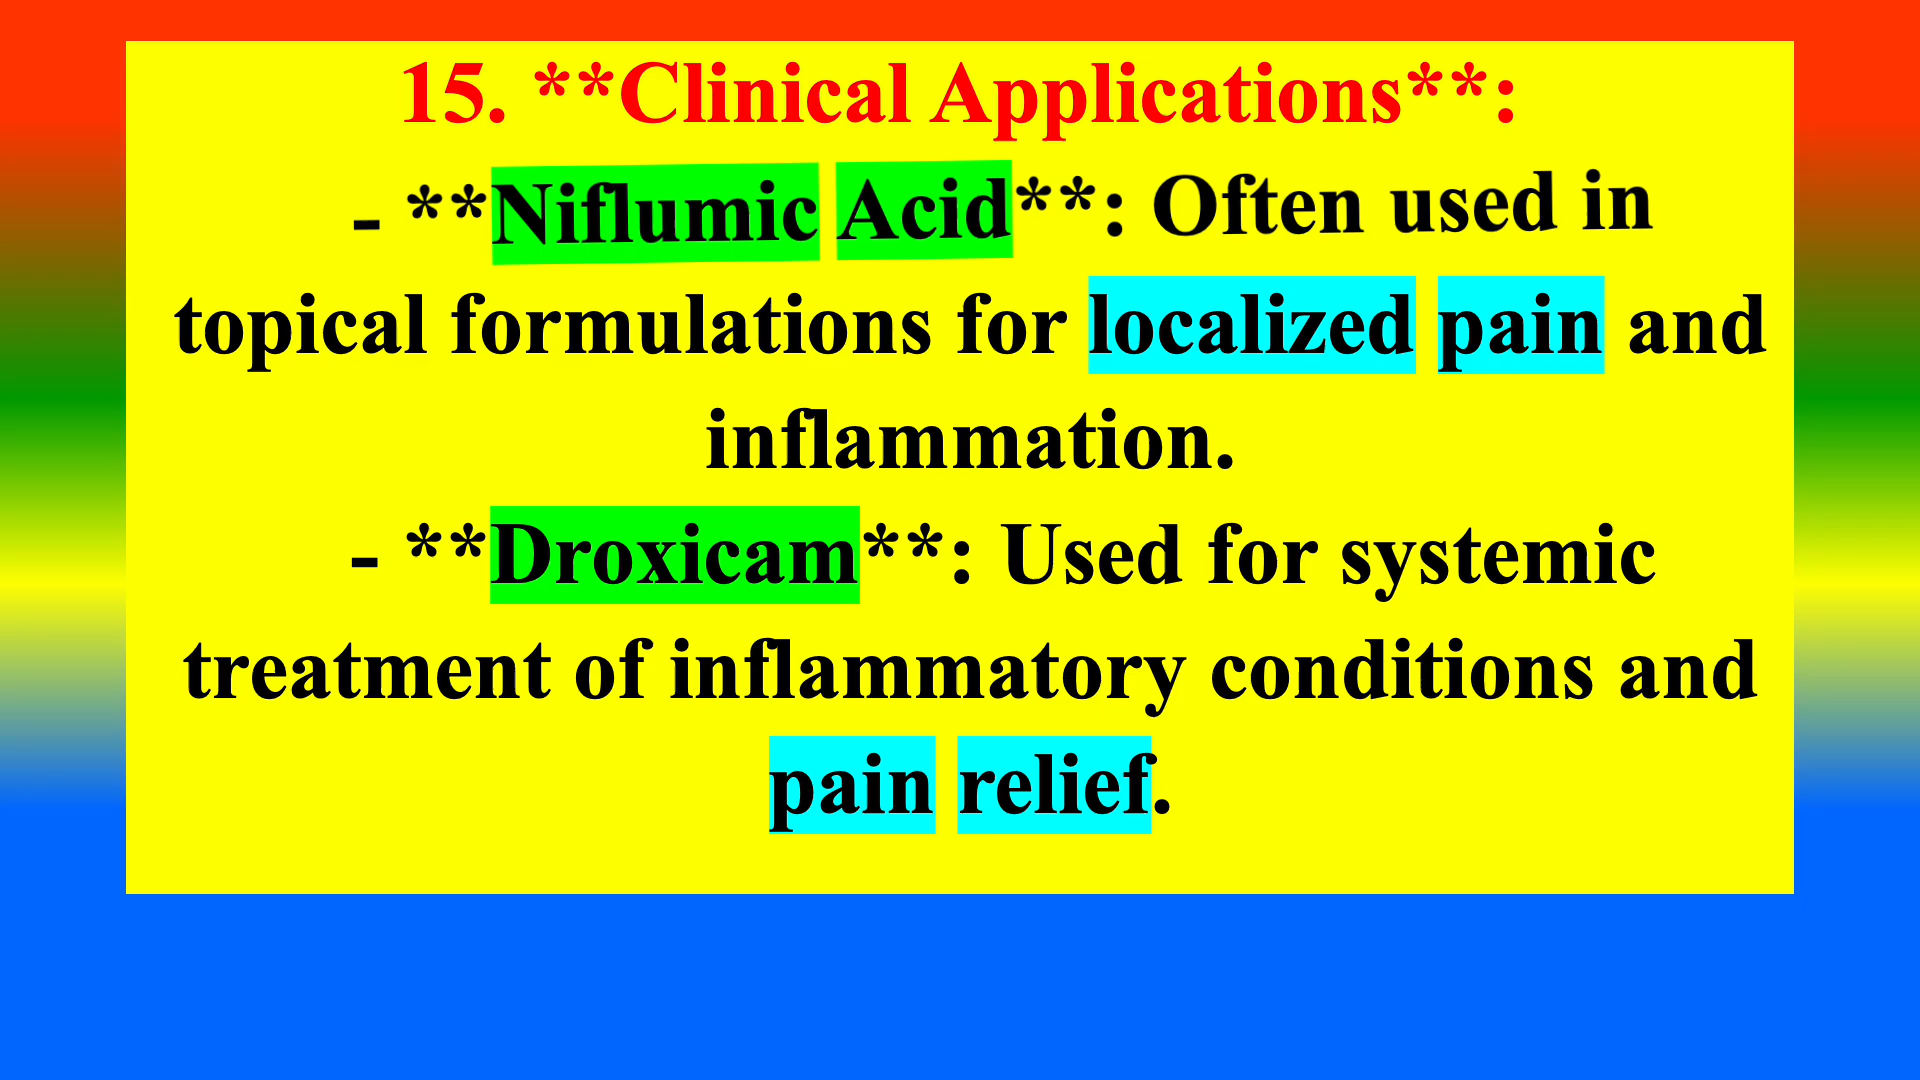 15. **Clinical Applications**:
- **Niflumic Acid**: Often used in
topical formulations for localized pain and
inflammation.
- **Droxicam**: Used for systemic
treatment of inflammatory conditions and
pain relief.